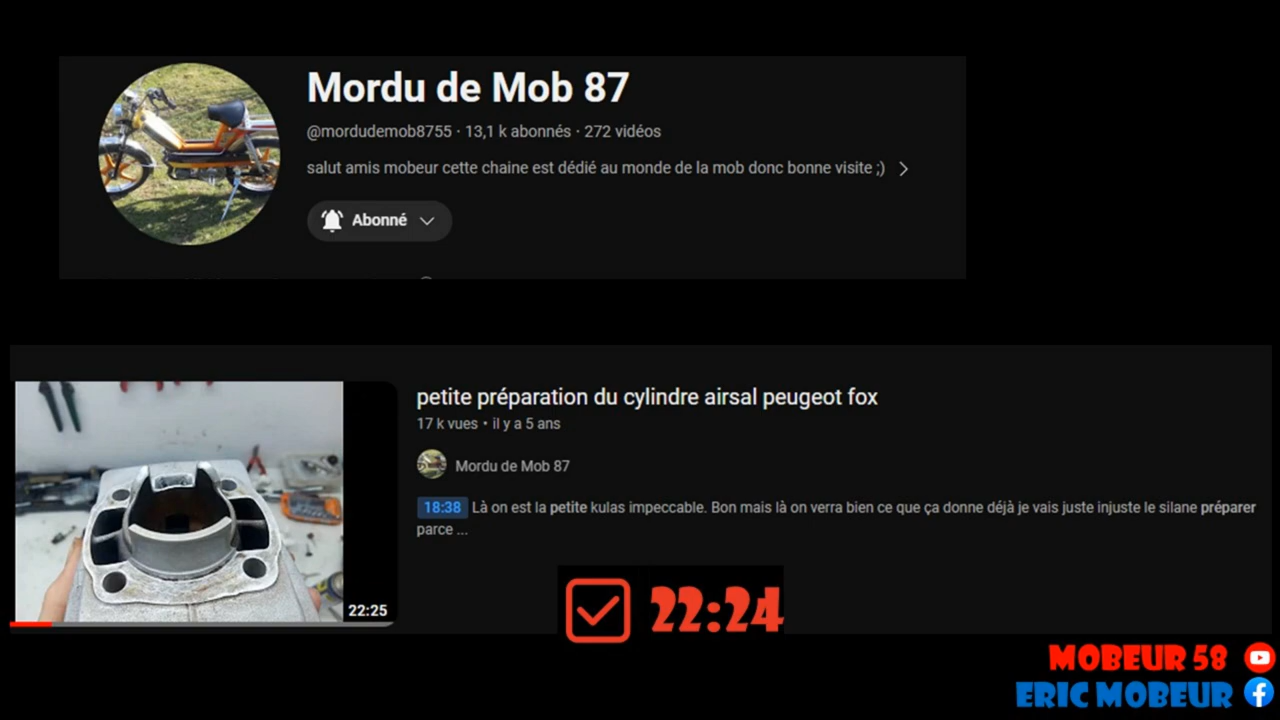 Mordu de Mob 87
@mordudemob8755 · 13,1 k abonnés · 272 vidéos
salut amis mobeur cette chaine est dédié au monde de la mob donc bonne visite ;)
Abonné
petite préparation du cylindre airsal peugeot fox
17 k vues • il y a 5 ans
Mordu de Mob 87
18:38 Là on est la petite kulas impeccable. Bon mais là on verra bien ce que ça donne déjà je vais juste injuste le silane préparer
parce ...
22:25
22:24
MOBEUR 58
ERIC MOBEUR